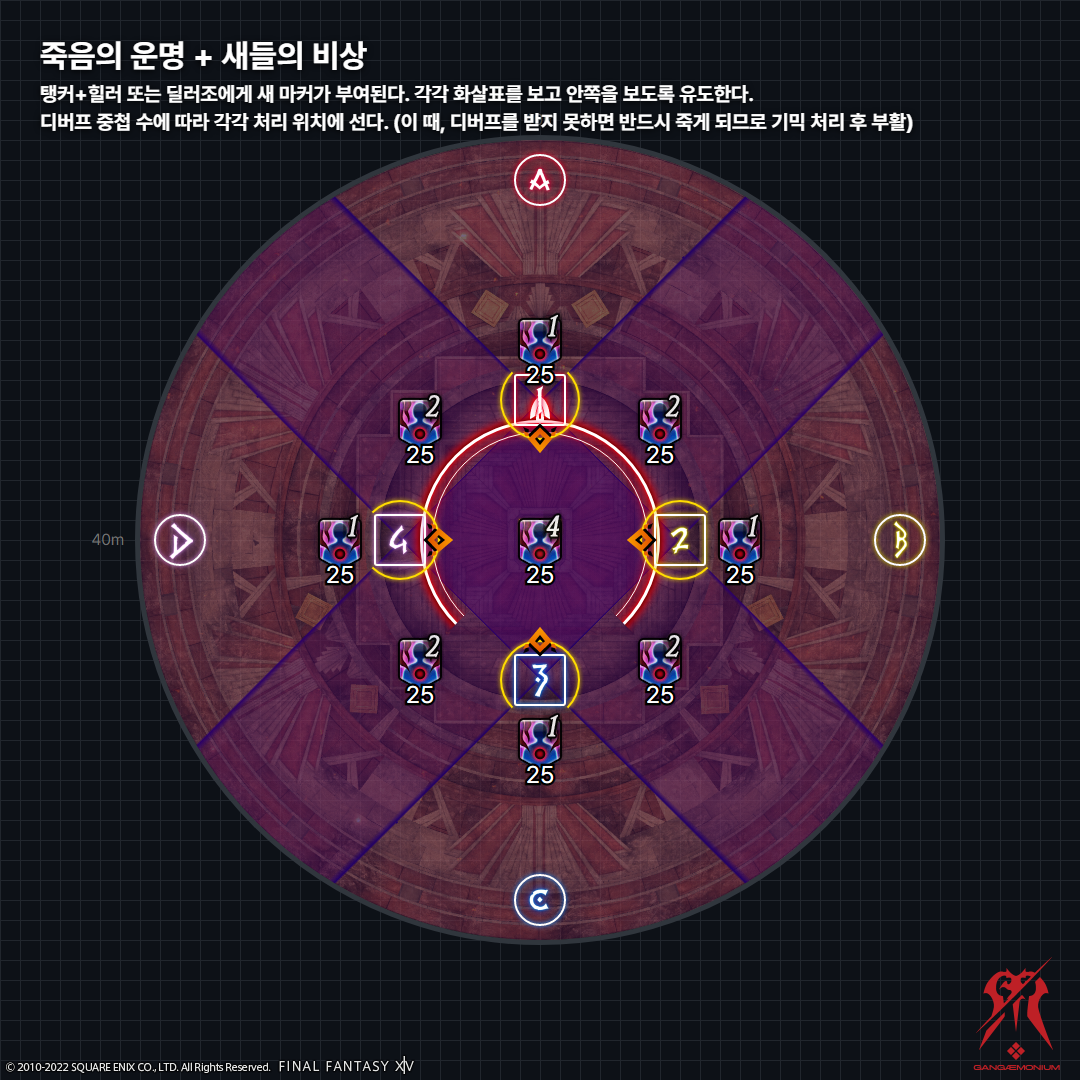 죽음의 운명 + 새들의 비상
탱커+힐러 또는 딜러조에게 새 마커가 부여된다. 각각 화살표를 보고 안쪽을 보도록 유도한다.
디버프 중첩 수에 따라 각각 처리 위치에 선다. (이 때, 디버프를 받지 못하면 반드시 죽게 되므로 기믹 처리 후 부활)
A
1
25
1
2
25
2
25
D
40m
1
25
4
4
25
2
1
25
B
2
25
3
2
25
1
25
C
GANGÆMONIUM
© 2010-2022 SQUARE ENIX CO., LTD. All Rights Reserved. FINAL FANTASY XIV